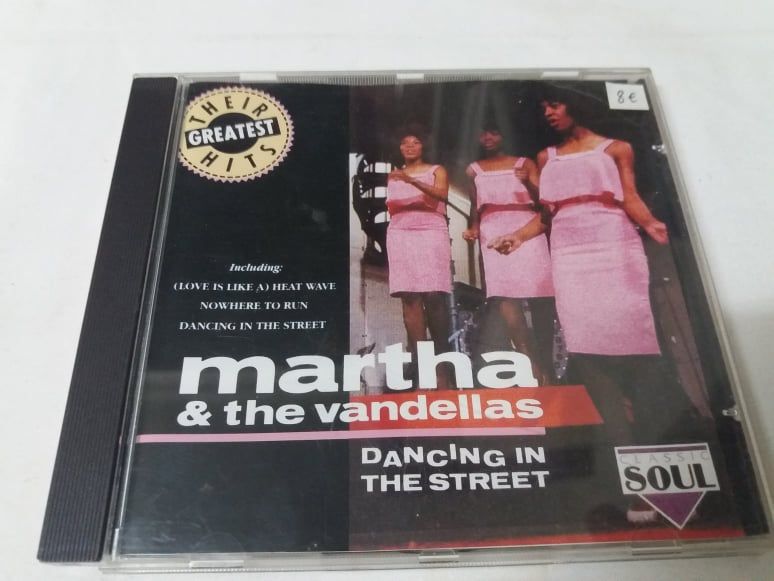 THEIR
GREATEST
HITS
8€
Including:
(LOVE IS LIKE A) HEAT WAVE
NOWHERE TO RUN
DANCING IN THE STREET
martha
& the vandellas
DANCING IN
THE STREET
CLASSIC
SOUL